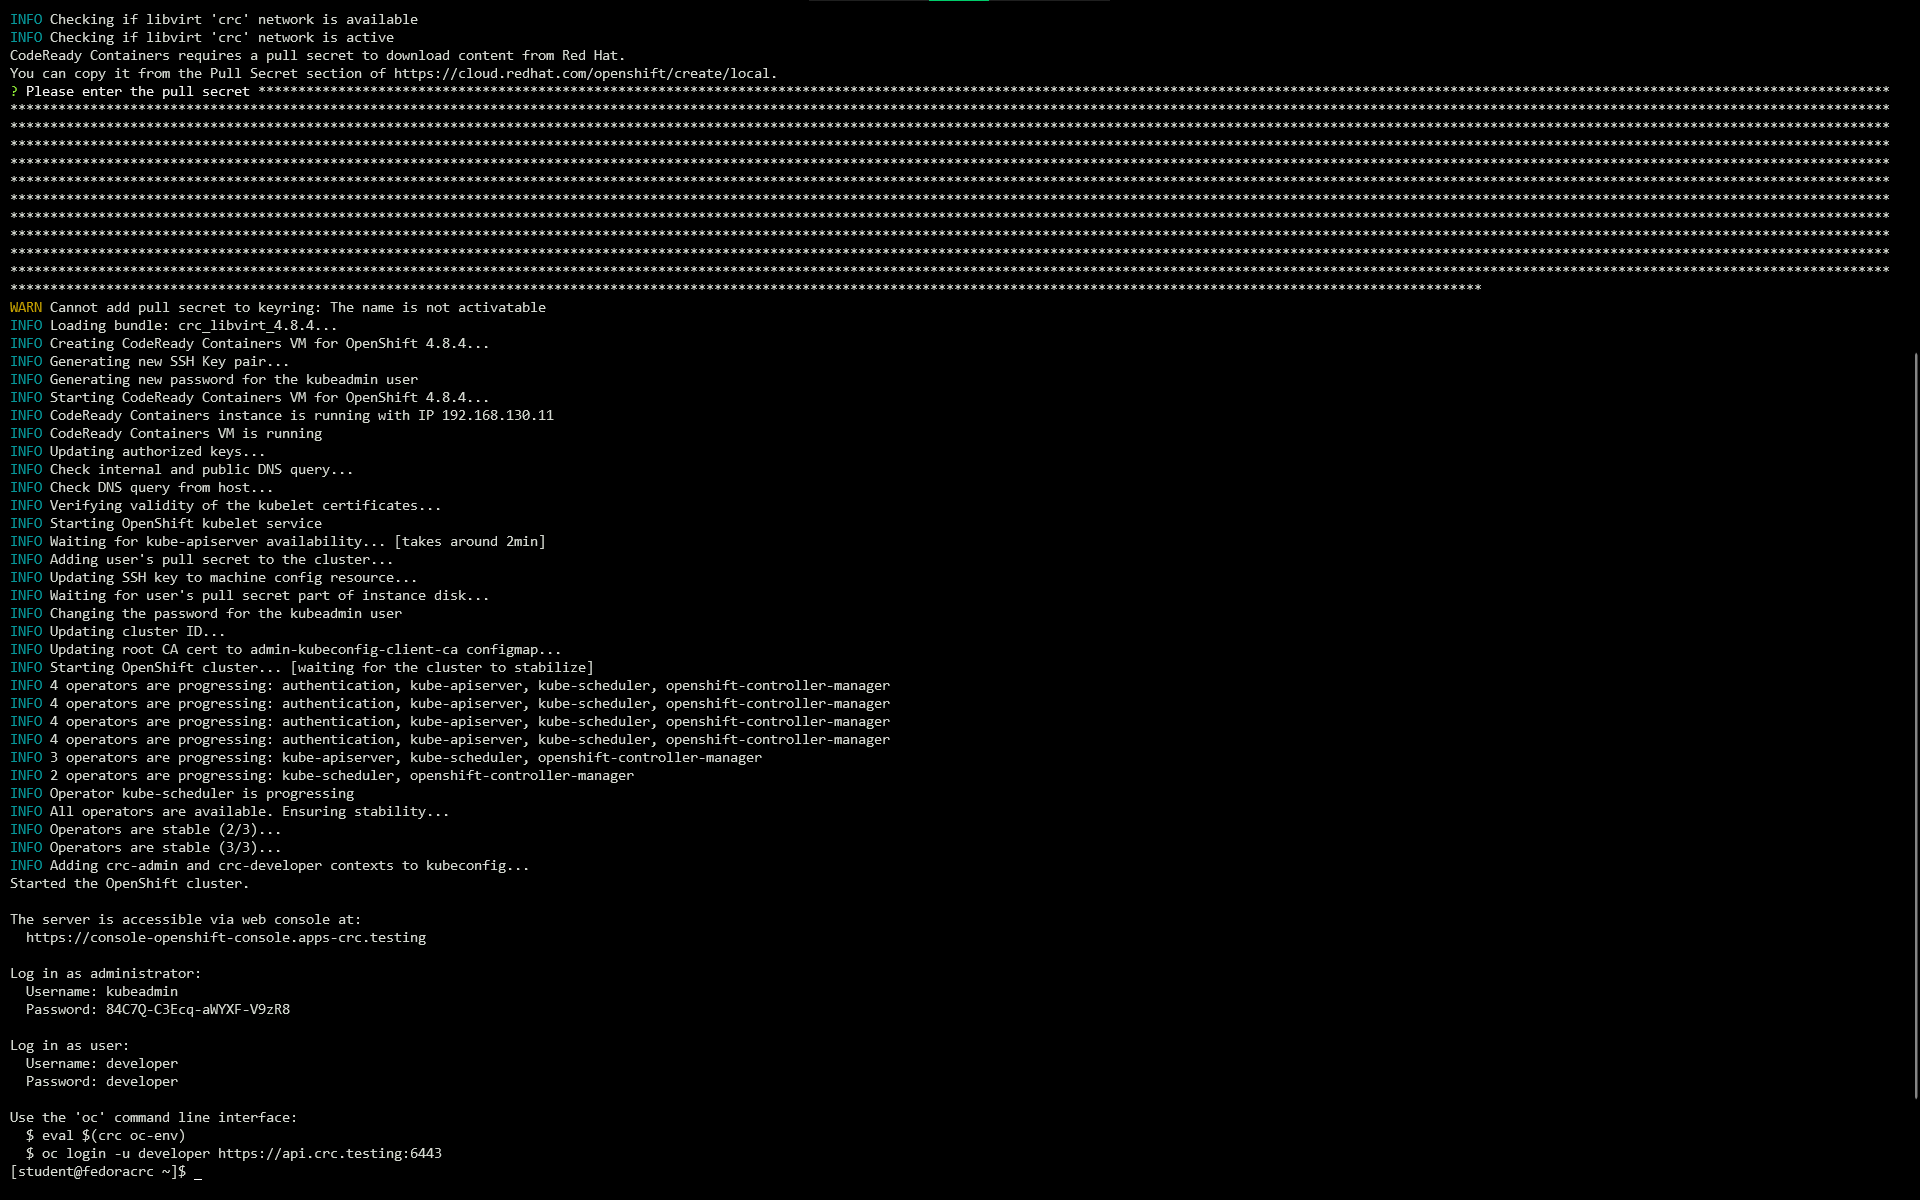 INFO Checking if libvirt 'crc' network is available
INFO Checking if libvirt 'crc' network is active
CodeReady Containers requires a pull secret to download content from Red Hat.
You can copy it from the Pull Secret section of https://cloud.redhat.com/openshift/create/local.
? Please enter the pull secret
WARN Cannot add pull secret to keyring: The name is not activatable
INFO Loading bundle: crc_libvirt_4.8.4...
INFO Creating CodeReady Containers VM for OpenShift 4.8.4...
INFO Generating new SSH Key pair...
INFO Generating new password for the kubeadmin user
INFO Starting CodeReady Containers VM for OpenShift 4.8.4...
INFO CodeReady Containers instance is running with IP 192.168.130.11
INFO CodeReady Containers VM is running
INFO Updating authorized keys...
INFO Check internal and public DNS query...
INFO Check DNS query from host...
INFO Verifying validity of the kubelet certificates...
INFO Starting OpenShift kubelet service
INFO Waiting for kube-apiserver availability... [takes around 2min]
INFO Adding user's pull secret to the cluster...
INFO Updating SSH key to machine config resource...
INFO Waiting for user's pull secret part of instance disk...
INFO Changing the password for the kubeadmin user
INFO Updating cluster ID...
INFO Updating root CA cert to admin-kubeconfig-client-ca configmap...
INFO Starting OpenShift cluster... [waiting for the cluster to stabilize]
INFO 4 operators are progressing: authentication, kube-apiserver, kube-scheduler, openshift-controller-manager
INFO 4 operators are progressing: authentication, kube-apiserver, kube-scheduler, openshift-controller-manager
INFO 4 operators are progressing: authentication, kube-apiserver, kube-scheduler, openshift-controller-manager
INFO 4 operators are progressing: authentication, kube-apiserver, kube-scheduler, openshift-controller-manager
INFO 3 operators are progressing: kube-apiserver, kube-scheduler, openshift-controller-manager
INFO 2 operators are progressing: kube-scheduler, openshift-controller-manager
INFO Operator kube-scheduler is progressing
INFO All operators are available. Ensuring stability...
INFO Operators are stable (2/3)...
INFO Operators are stable (3/3)...
INFO Adding crc-admin and crc-developer contexts to kubeconfig...
Started the OpenShift cluster.
The server is accessible via web console at:
https://console-openshift-console.apps-crc.testing
Log in as administrator:
Username: kubeadmin
Password: 84C7Q-C3Ecq-aWYXF-V9zR8
Log in as user:
Username: developer
Password: developer
Use the 'oc' command line interface:
$ eval $(crc oc-env)
$ oc login -u developer https://api.crc.testing:6443
[student@fedoracrc ~]$ _